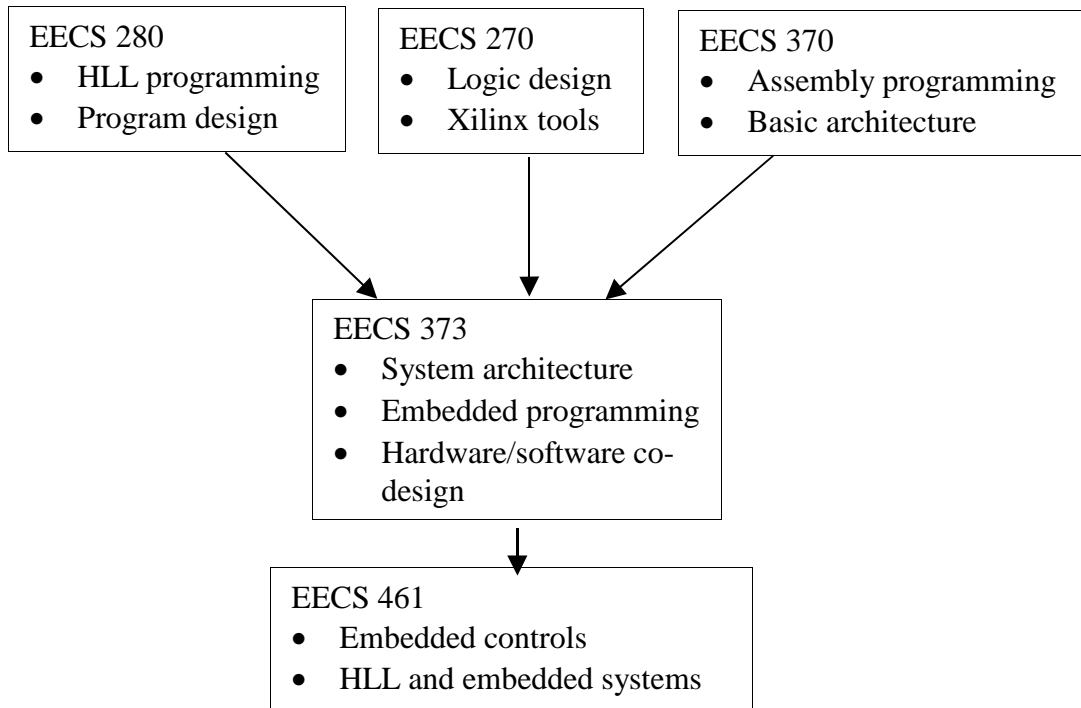 EECS 280
• HLL programming
• Program design
EECS 270
• Logic design
• Xilinx tools
EECS 370
• Assembly programming
• Basic architecture
EECS 373
• System architecture
• Embedded programming
• Hardware/software co-
design
EECS 461
• Embedded controls
• HLL and embedded systems